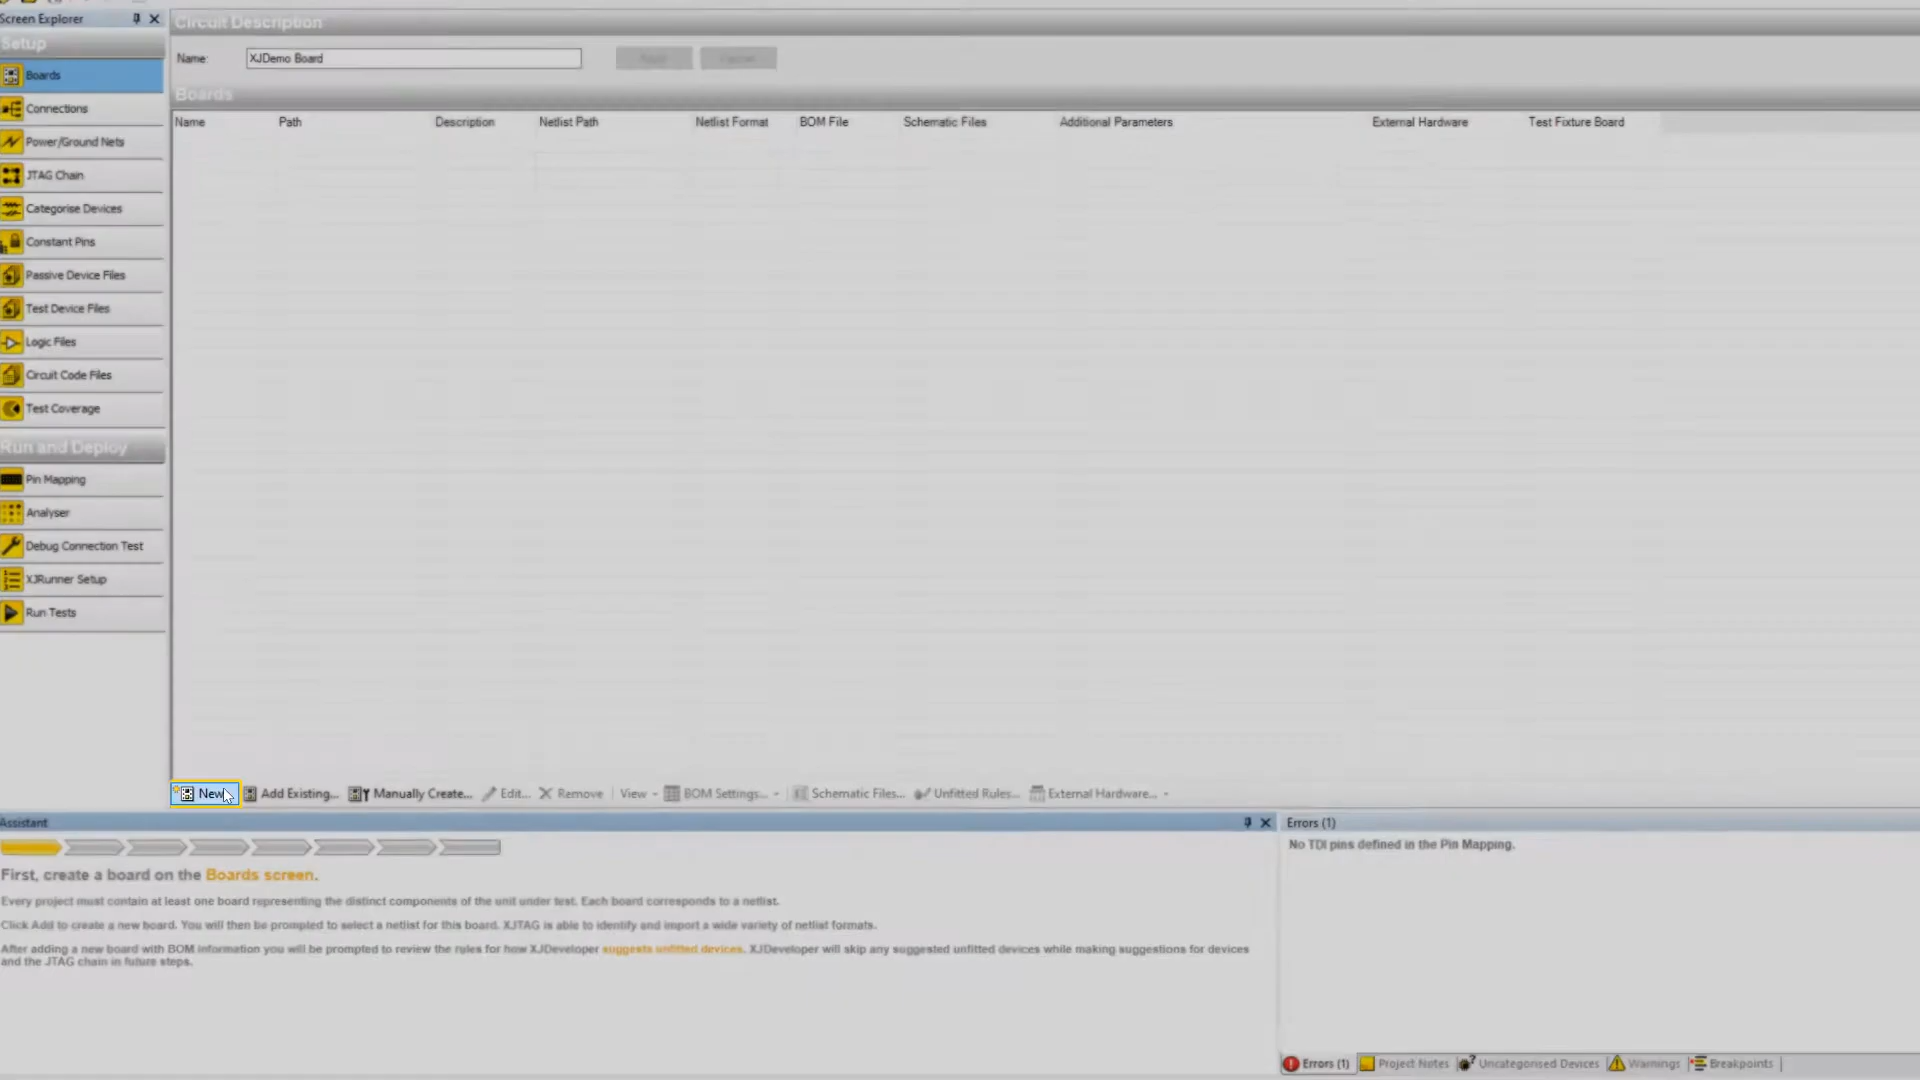 Screen Explorer
Setup
Boards
Connections
Power/Ground Nets
JTAG Chain
Categorise Devices
Constant Pins
Passive Device Files
Test Device Files
Logic Files
Circuit Code Files
Test Coverage
Run and Deploy
Pin Mapping
Analyser
Debug Connection Test
XJRunner Setup
Run Tests
Circuit Description
Name: XJDemo Board
Boards
Name Path Description Netlist Path Netlist Format BOM File Schematic Files Additional Parameters External Hardware Test Fixture Board
New Add Existing... Manually Create... Edit... Remove View BOM Settings... Schematic Files... Unfitted Rules... External Hardware...
Assistant
First, create a board on the Boards screen.
Every project must contain at least one board representing the distinct components of the unit under test. Each board corresponds to a netlist.
Click Add to create a new board. You will then be prompted to select a netlist for this board. XJTAG is able to identify and import a wide variety of netlist formats.
After adding a new board with BOM information you will be prompted to review the rules for how XJDeveloper suggests unfitted devices. XJDeveloper will skip any suggested unfitted devices while making suggestions for devices
and the JTAG chain in future steps.
Errors (1)
No TDI pins defined in the Pin Mapping.
Errors (1) Project Notes Uncategorised Devices Warnings Breakpoints